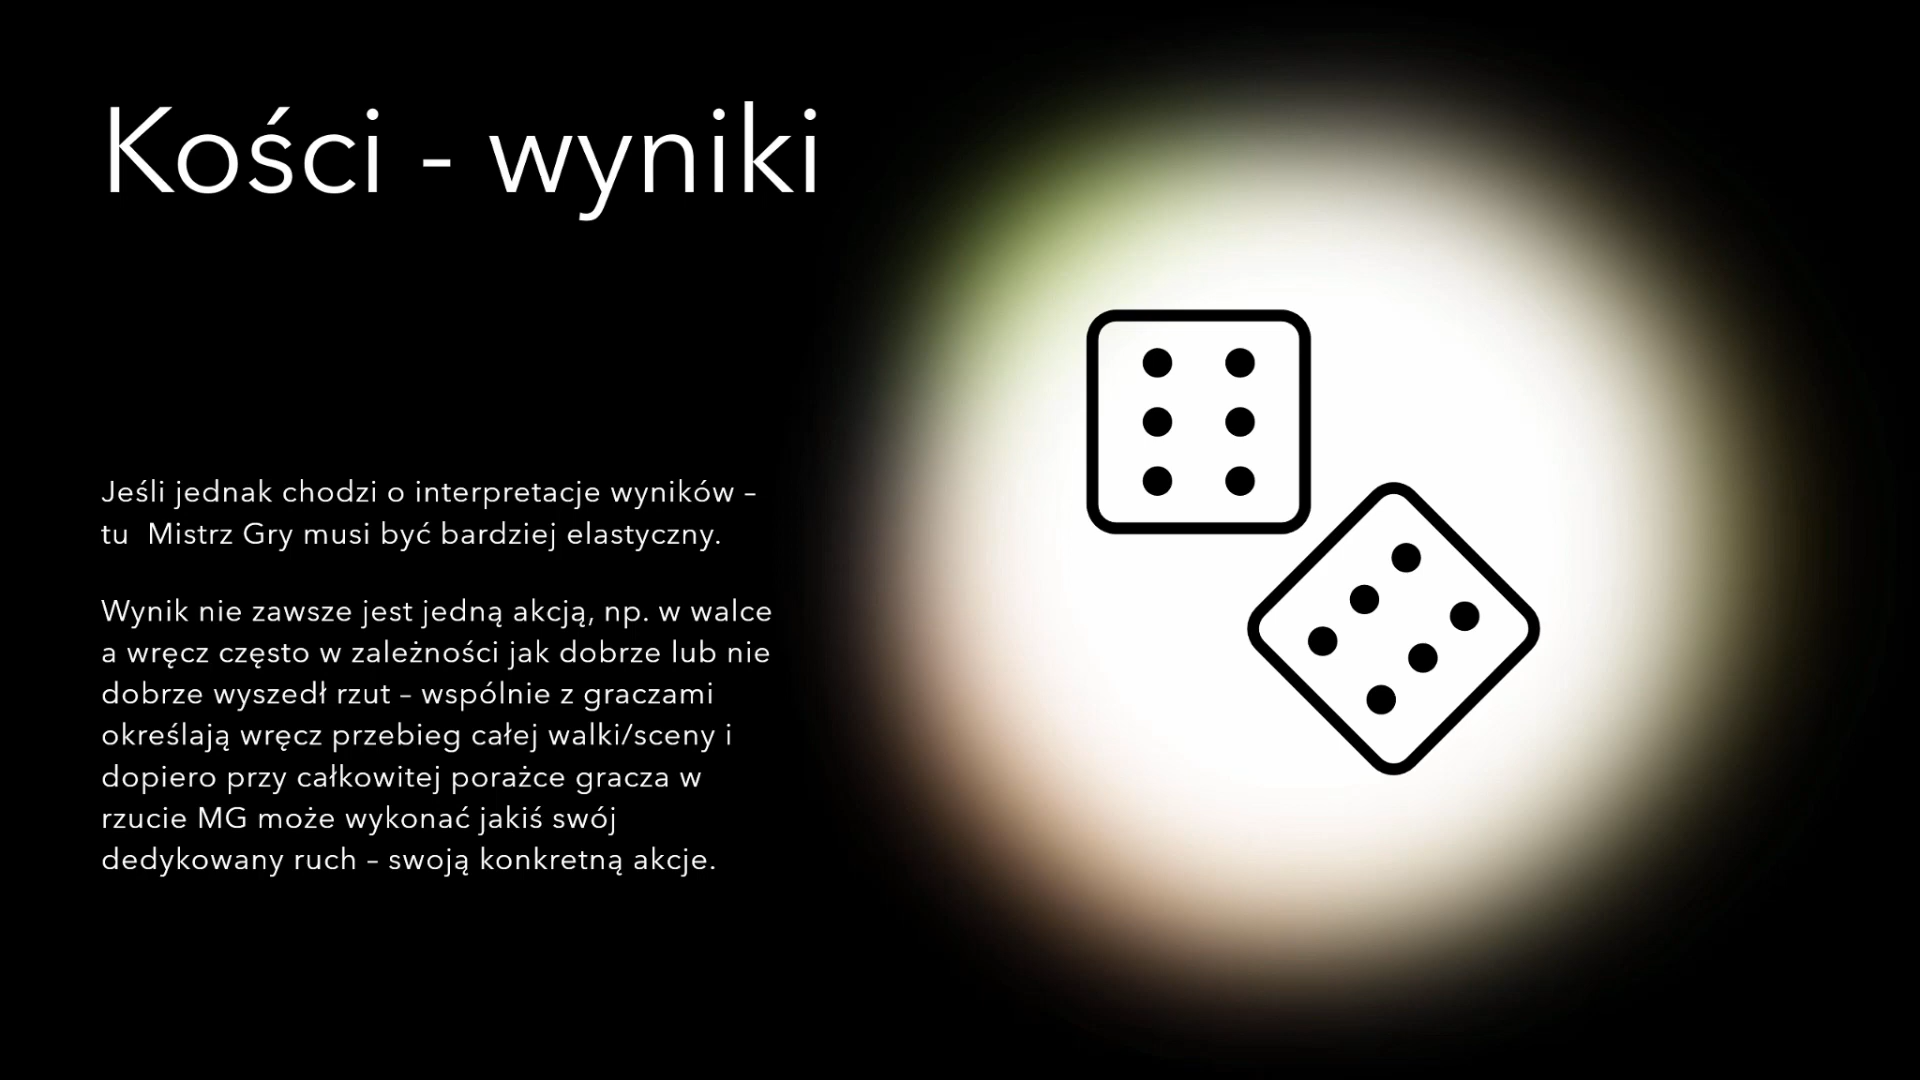 Kości - wyniki
Jeśli jednak chodzi o interpretacje wyników –
tu  Mistrz Gry musi być bardziej elastyczny.
Wynik nie zawsze jest jedną akcją, np. w walce
a wręcz często w zależności jak dobrze lub nie
dobrze wyszedł rzut – wspólnie z graczami
określają wręcz przebieg całej walki/sceny i
dopiero przy całkowitej porażce gracza w
rzucie MG może wykonać jakiś swój
dedykowany ruch – swoją konkretną akcje.